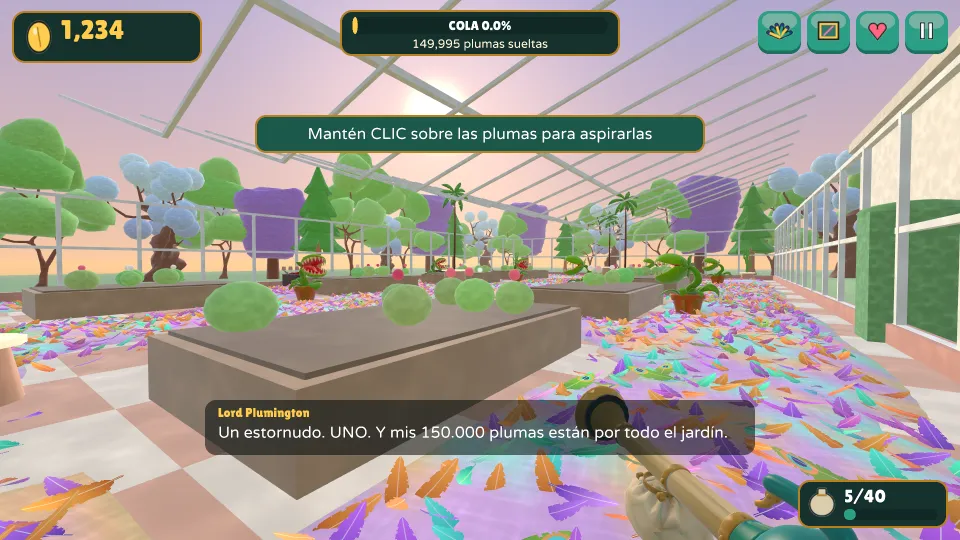 1,234
COLA 0.0%
149,995 plumas sueltas
Mantén CLIC sobre las plumas para aspirarlas
Lord Plumington
Un estornudo. UNO. Y mis 150.000 plumas están por todo el jardín.
5/40